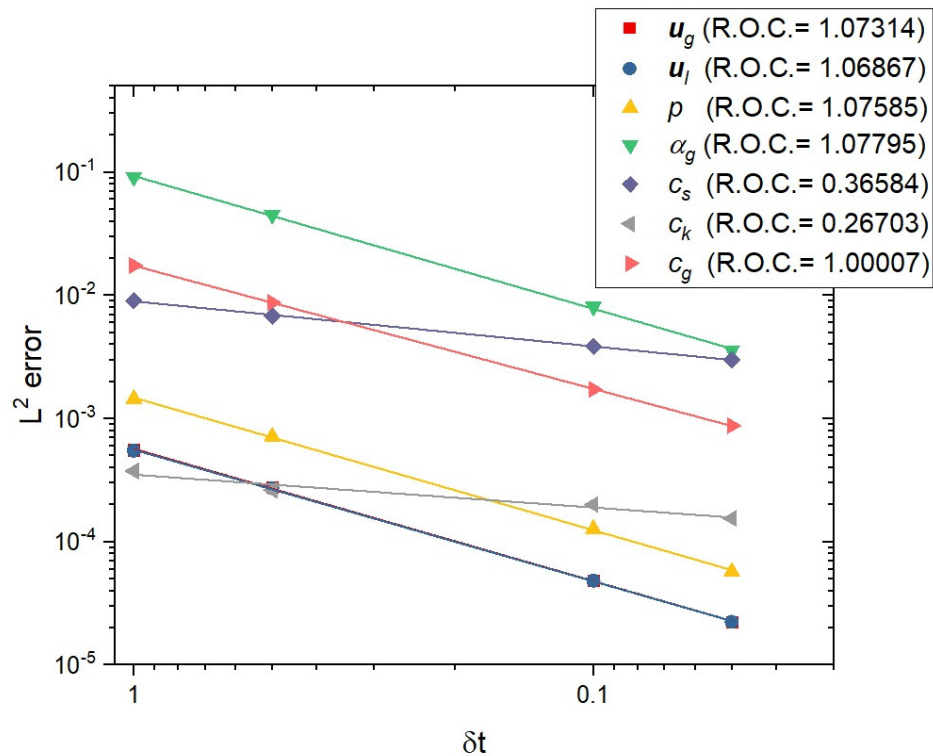 u_g (R.O.C.= 1.07314)
u_l (R.O.C.= 1.06867)
p (R.O.C.= 1.07585)
α_g (R.O.C.= 1.07795)
c_s (R.O.C.= 0.36584)
c_k (R.O.C.= 0.26703)
c_g (R.O.C.= 1.00007)
10^-1
10^-2
10^-3
10^-4
10^-5
L^2 error
1
0.1
δt